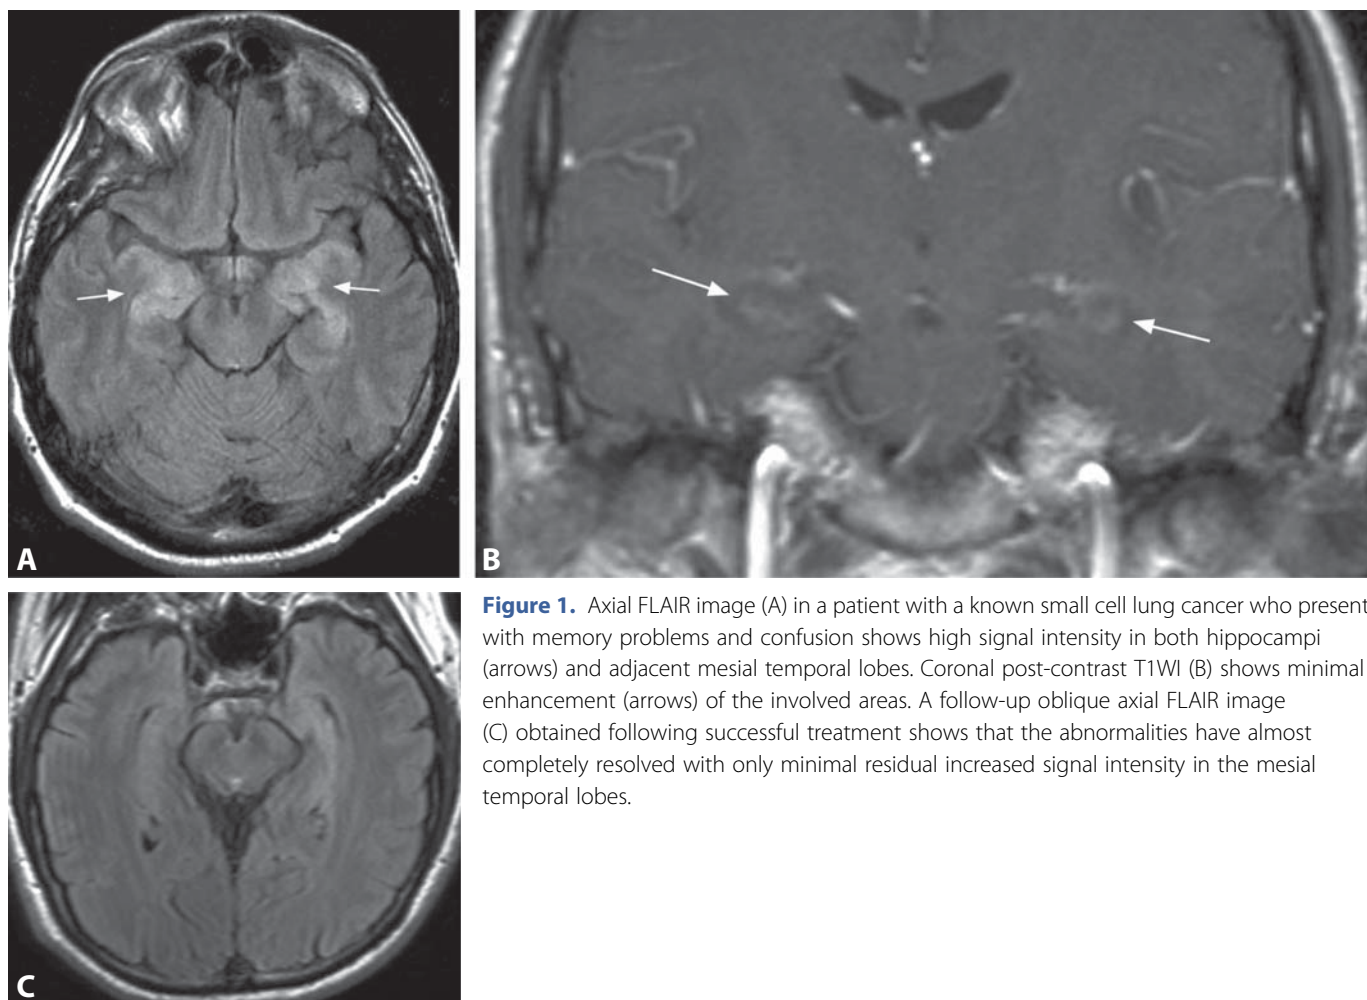 A
B
Figure 1. Axial FLAIR image (A) in a patient with a known small cell lung cancer who present
with memory problems and confusion shows high signal intensity in both hippocampi
(arrows) and adjacent mesial temporal lobes. Coronal post-contrast T1WI (B) shows minimal
enhancement (arrows) of the involved areas. A follow-up oblique axial FLAIR image
(C) obtained following successful treatment shows that the abnormalities have almost
completely resolved with only minimal residual increased signal intensity in the mesial
temporal lobes.
C